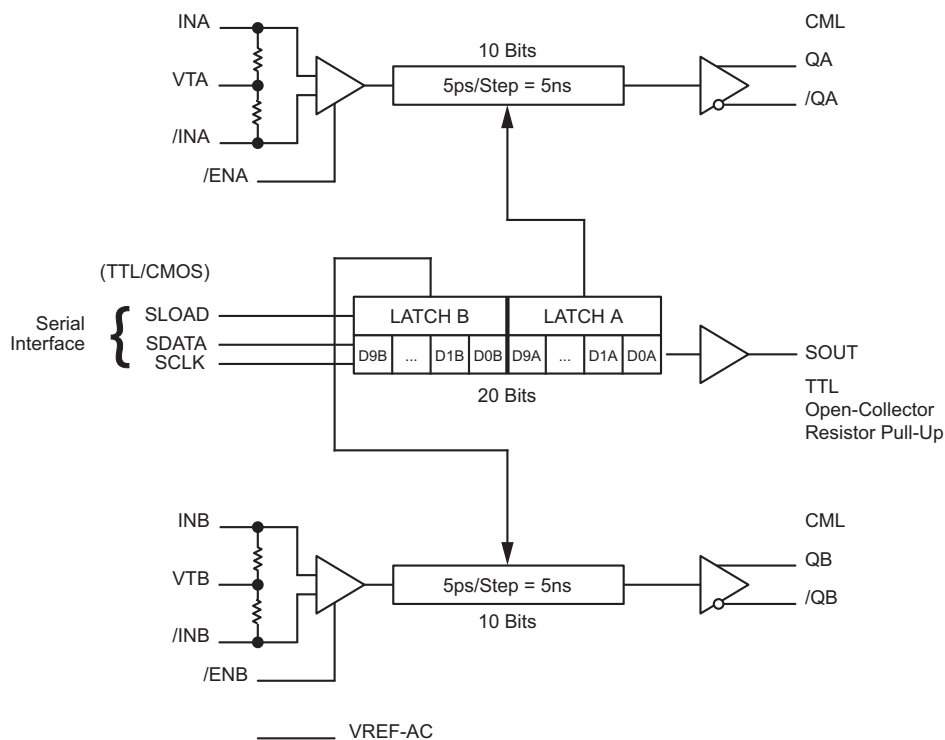 INA
CML
10 Bits
QA
VTA
5ps/Step = 5ns
/QA
/INA
/ENA
(TTL/CMOS)
Serial
Interface
{
SLOAD
SDATA
SCLK
LATCH B
LATCH A
D9B
...
D1B
D0B
D9A
...
D1A
D0A
20 Bits
SOUT
TTL
Open-Collector
Resistor Pull-Up
INB
CML
QB
VTB
5ps/Step = 5ns
/QB
10 Bits
/INB
/ENB
VREF-AC